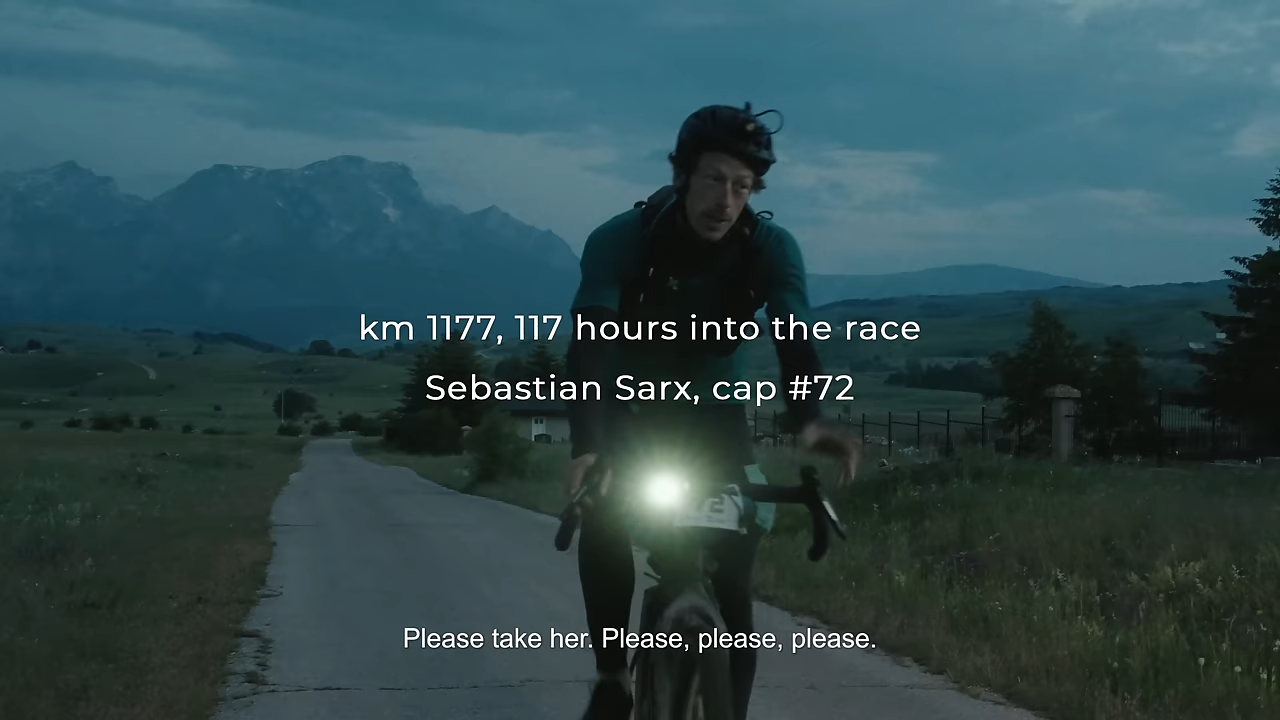 km 1177, 117 hours into the race
Sebastian Sarx, cap #72
Please take her. Please, please, please.